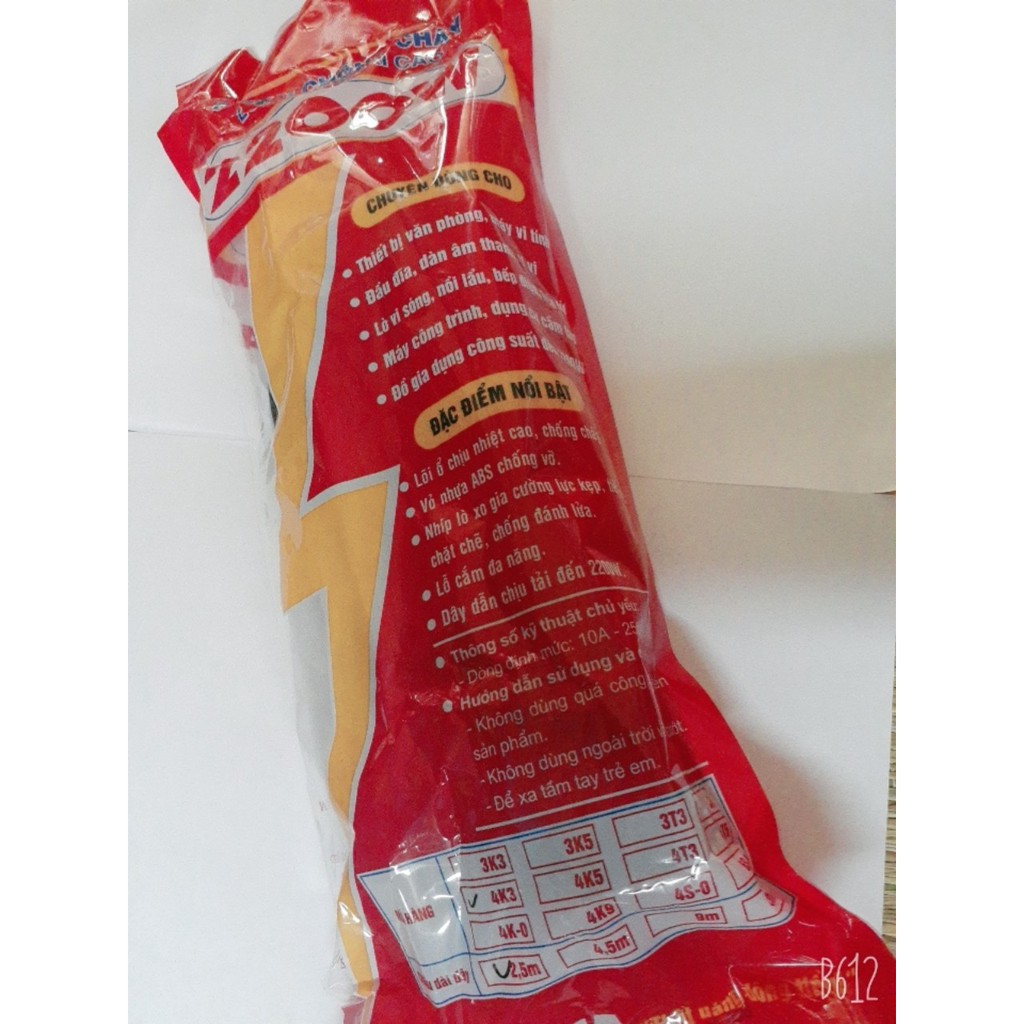 CHUYÊN DÙNG CHO
• Thiết bị văn phòng, máy vi tính
• Đầu đĩa, dàn âm thanh
• Lò vi sóng, nồi lẩu, bếp
• Máy công trình, dụng cầm
• Đồ gia dụng công suất
ĐẶC ĐIỂM NỔI BẬT
• Lõi ổ chịu nhiệt cao, chống
• Vỏ nhựa ABS chống vỡ.
• Nhíp lò xo gia cường lực kẹp,
chặt chẽ, chống đánh lửa.
• Lỗ cắm đa năng.
• Dây dẫn chịu tải đến 2200W.
• Thông số kỹ thuật chủ yếu:
- Dòng định mức: 10A -
• Hướng dẫn sử dụng và
- Không dùng quá công
sản phẩm.
- Không dùng ngoài trời
- Để xa tầm tay trẻ em.
3K3 3K5 3T3
HÀNG 4K3 4K5 4T3
4K-0 4K9 4S-0
dài dây 2,5m 4,5m 9m
B612